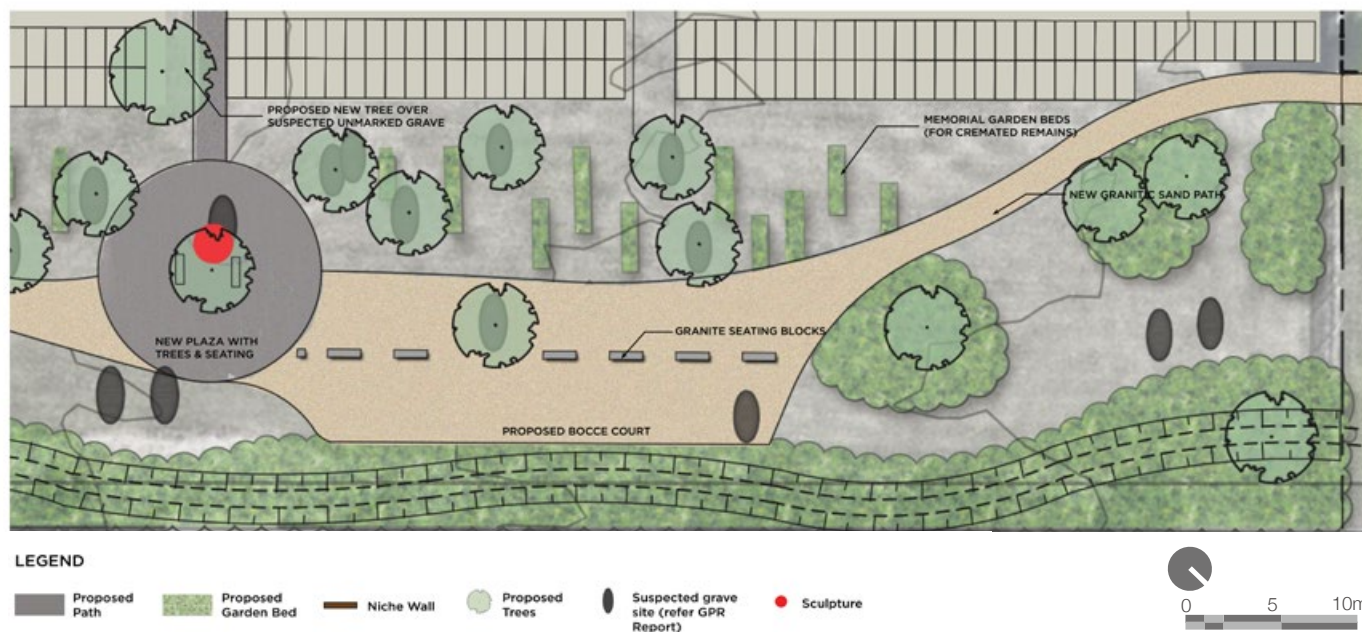 PROPOSED NEW TREE OVER
SUSPECTED UNMARKED GRAVE
MEMORIAL GARDEN BEDS
(FOR CREMATED REMAINS)
NEW GRANITIC SAND PATH
GRANITE SEATING BLOCKS
NEW PLAZA WITH
TREES & SEATING
PROPOSED BOCCE COURT
LEGEND
Proposed
Path
Proposed
Garden Bed
Niche Wall
Proposed
Trees
Suspected grave
site (refer GPR
Report)
Sculpture
0 5 10m